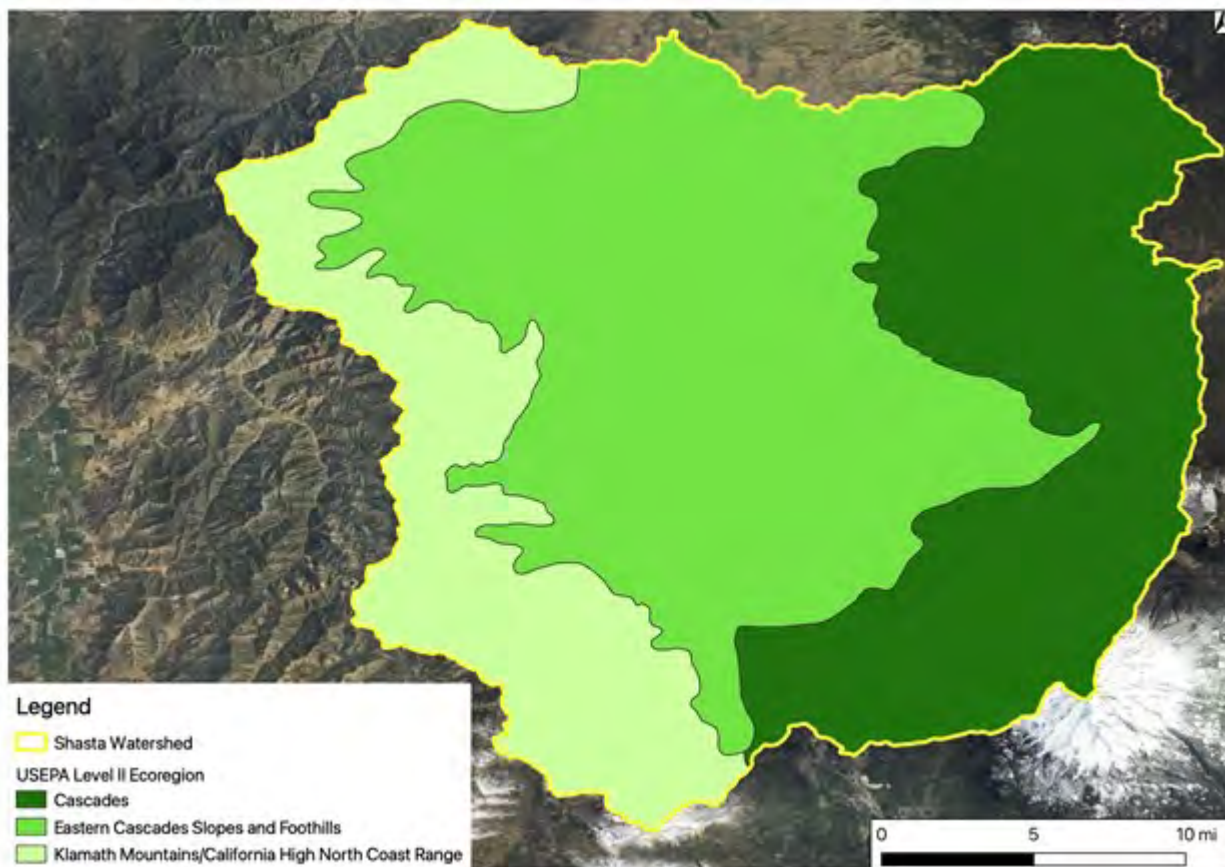 Legend
Shasta Watershed
USEPA Level II Ecoregion
Cascades
Eastern Cascades Slopes and Foothills
Klamath Mountains/California High North Coast Range
0 5 10 mi